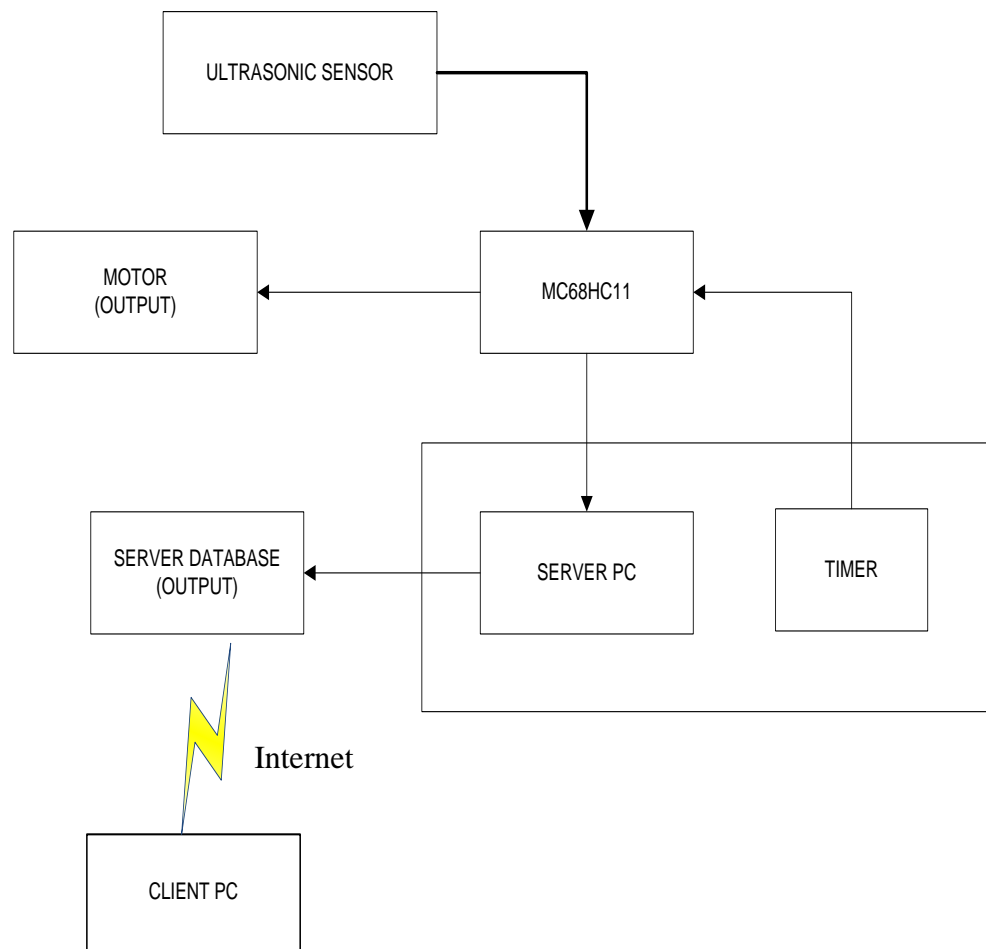 ULTRASONIC SENSOR
MOTOR
(OUTPUT)
MC68HC11
SERVER DATABASE
(OUTPUT)
SERVER PC
TIMER
Internet
CLIENT PC